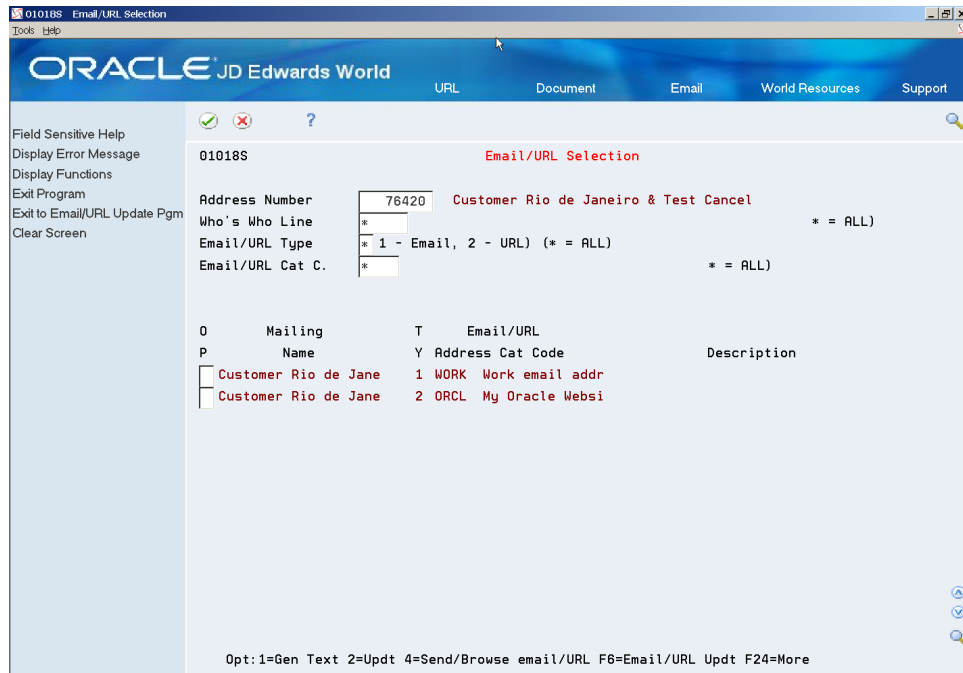 01018S Email/URL Selection
Tools Help
ORACLE JD Edwards World
URL Document Email World Resources Support
?
Field Sensitive Help
Display Error Message
Display Functions
Exit Program
Exit to Email/URL Update Pgm
Clear Screen
01018S Email/URL Selection
Address Number 76420 Customer Rio de Janeiro & Test Cancel
Who's Who Line * * = ALL)
Email/URL Type * 1 - Email, 2 - URL) (* = ALL)
Email/URL Cat C. * * = ALL)
O Mailing T Email/URL
P Name Y Address Cat Code Description
Customer Rio de Jane 1 WORK Work email addr
Customer Rio de Jane 2 ORCL My Oracle Websi
Opt: 1=Gen Text 2=Updt 4=Send/Browse email/URL F6=Email/URL Updt F24=More